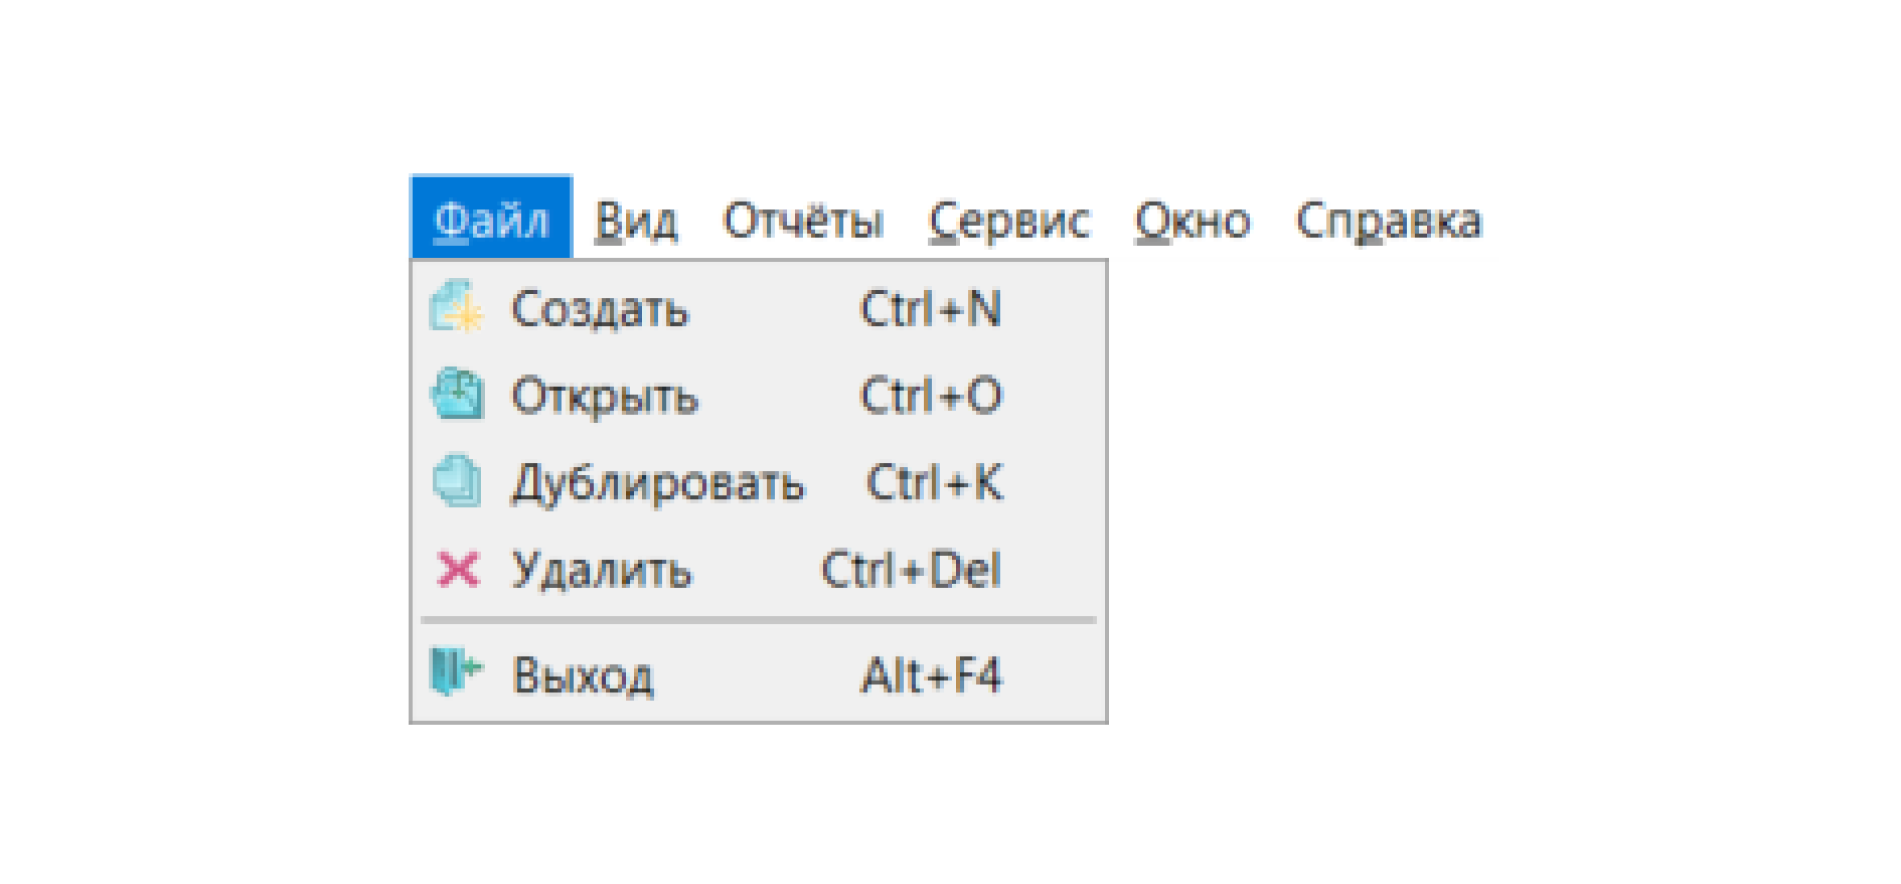 Файл Вид Отчёты Сервис Окно Справка
Создать Ctrl+N
Открыть Ctrl+O
Дублировать Ctrl+K
Удалить Ctrl+Del
Выход Alt+F4